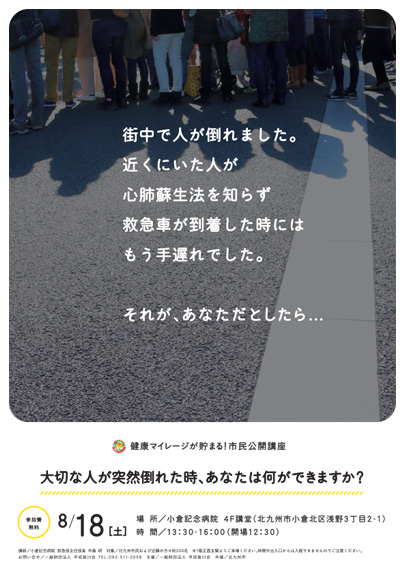 街中で人が倒れました。
近くにいた人が
心肺蘇生法を知らず
救急車が到着した時には
もう手遅れでした。
それが、あなただとしたら…
健康マイレージが貯まる!市民公開講座
大切な人が突然倒れた時、あなたは何ができますか?
参加費
無料
8/18[土]
場 所/小倉記念病院 4F講堂(北九州市小倉北区浅野3丁目2-1)
時 間/13:30-16:00(開場12:30)